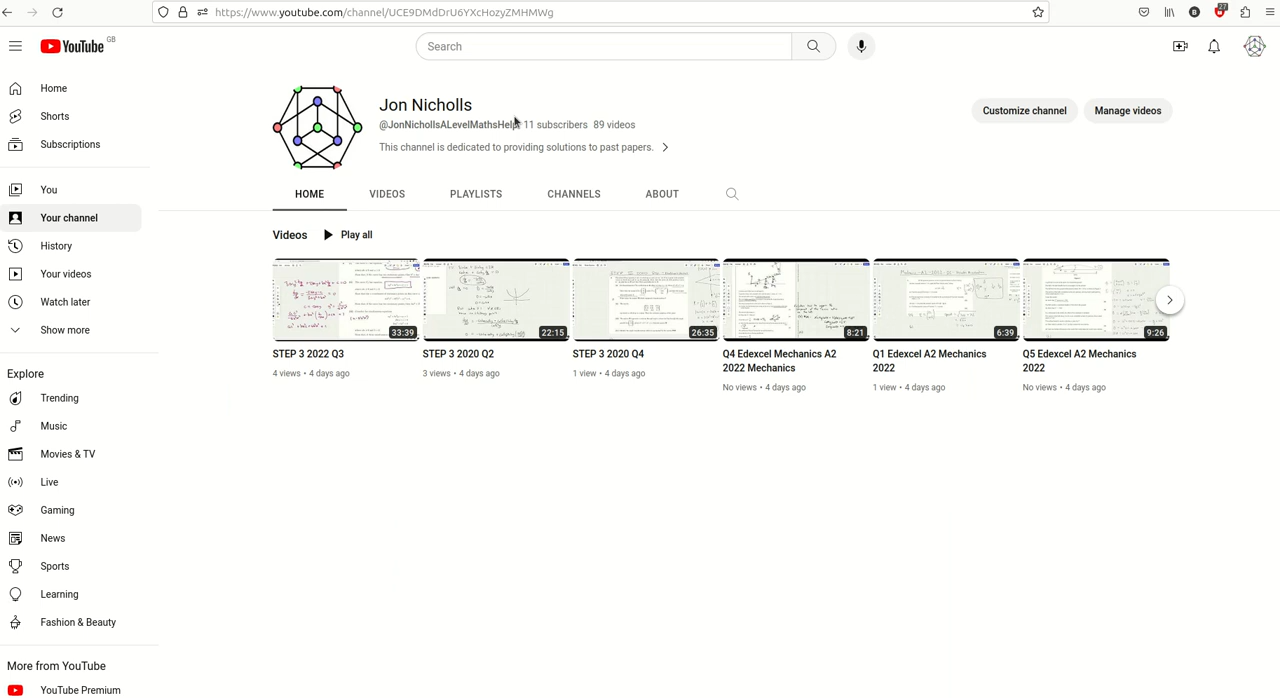 https://www.youtube.com/channel/UCE9DMdDrU6YXcHozyZMHMWg
27
YouTube GB
Search
Home
Shorts
Subscriptions
You
Your channel
History
Your videos
Watch later
Show more
Explore
Trending
Music
Movies & TV
Live
Gaming
News
Sports
Learning
Fashion & Beauty
More from YouTube
YouTube Premium
Jon Nicholls
@JonNichollsALevelMathsHelp 11 subscribers 89 videos
This channel is dedicated to providing solutions to past papers.
Customize channel
Manage videos
HOME VIDEOS PLAYLISTS CHANNELS ABOUT
Videos Play all
33:39
STEP 3 2022 Q3
4 views • 4 days ago
22:15
STEP 3 2020 Q2
3 views • 4 days ago
26:35
STEP 3 2020 Q4
1 view • 4 days ago
8:21
Q4 Edexcel Mechanics A2
2022 Mechanics
No views • 4 days ago
6:39
Q1 Edexcel A2 Mechanics
2022
1 view • 4 days ago
9:26
Q5 Edexcel A2 Mechanics
2022
No views • 4 days ago